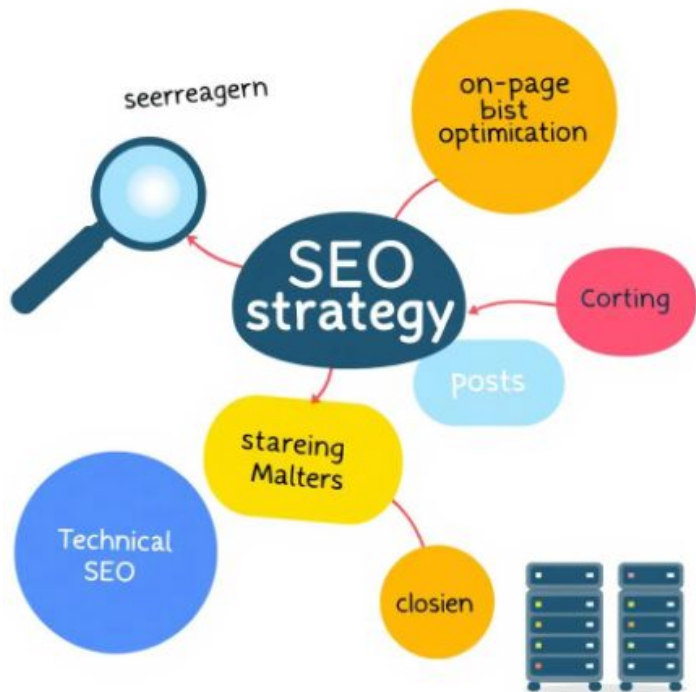 seerreagern
on-page
bist
optimication
SEO
strategy
Corting
posts
stareing
Malters
Technical
SEO
closien